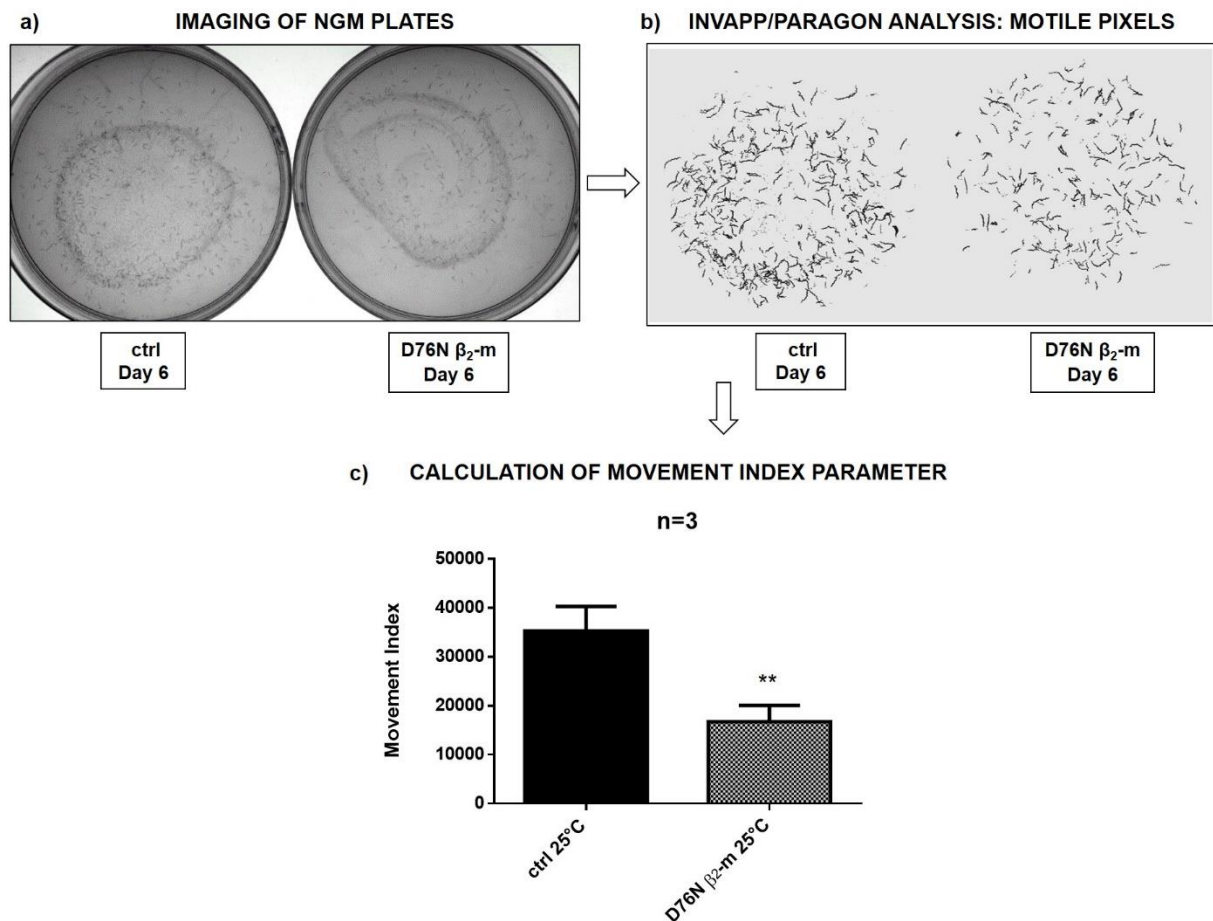 a) IMAGING OF NGM PLATES
b) INVAPP/PARAGON ANALYSIS: MOTILE PIXELS
ctrl
Day 6
D76N β₂-m
Day 6
ctrl
Day 6
D76N β₂-m
Day 6
c) CALCULATION OF MOVEMENT INDEX PARAMETER
n=3
Movement Index
50000
40000
30000
20000
10000
0
**
ctrl 25°C
D76N β₂-m 25°C